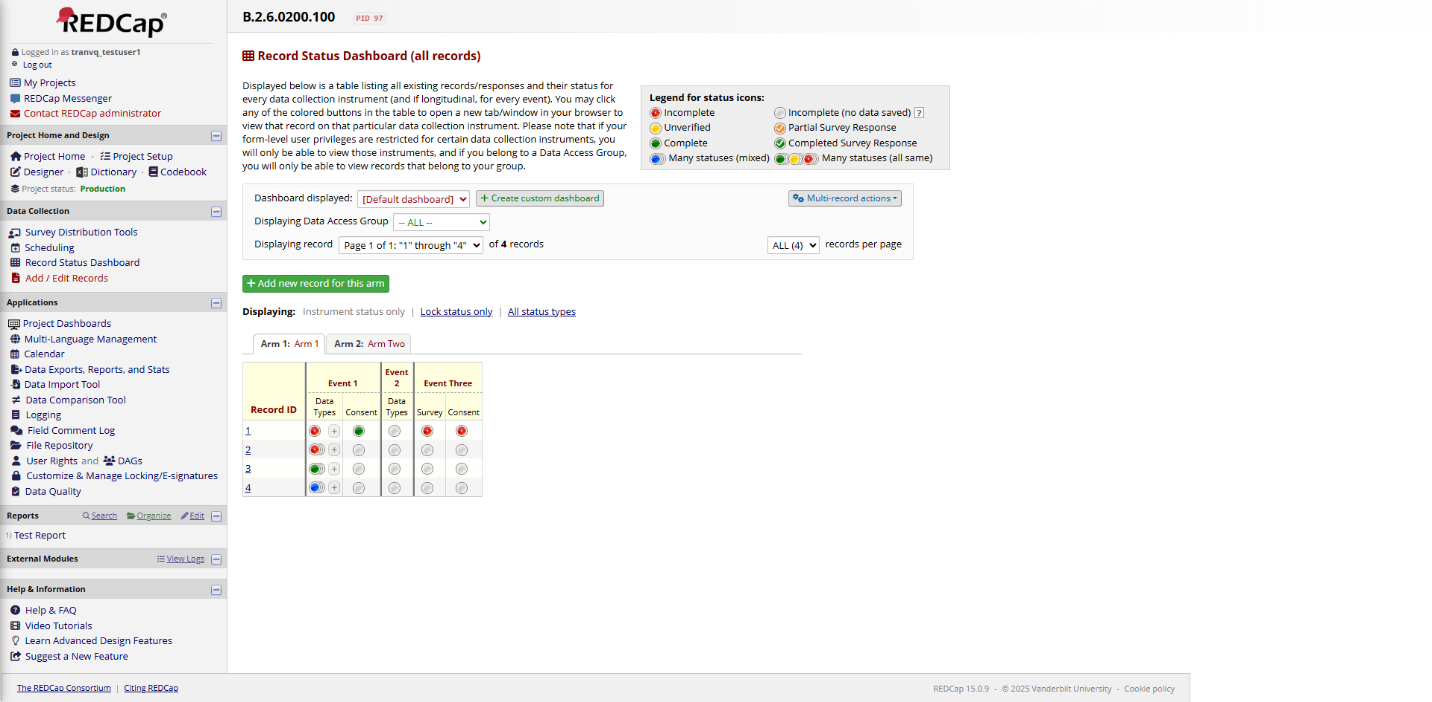 REDCap®
Logged in as tranvq_testuser1
Log out
My Projects
REDCap Messenger
Contact REDCap administrator
Project Home and Design
Project Home · Project Setup
Designer · Dictionary · Codebook
Project status: Production
Data Collection
Survey Distribution Tools
Scheduling
Record Status Dashboard
Add / Edit Records
Applications
Project Dashboards
Multi-Language Management
Calendar
Data Exports, Reports, and Stats
Data Import Tool
Data Comparison Tool
Logging
Field Comment Log
File Repository
User Rights and DAGs
Customize & Manage Locking/E-signatures
Data Quality
Reports Search Organize Edit
1) Test Report
External Modules View Logs
Help & Information
Help & FAQ
Video Tutorials
Learn Advanced Design Features
Suggest a New Feature
B.2.6.0200.100 PID 97
Record Status Dashboard (all records)
Displayed below is a table listing all existing records/responses and their status for
every data collection instrument (and if longitudinal, for every event). You may click
any of the colored buttons in the table to open a new tab/window in your browser to
view that record on that particular data collection instrument. Please note that if your
form-level user privileges are restricted for certain data collection instruments, you
will only be able to view those instruments, and if you belong to a Data Access Group,
you will only be able to view records that belong to your group.
Legend for status icons:
Incomplete Incomplete (no data saved) ?
Unverified Partial Survey Response
Complete Completed Survey Response
Many statuses (mixed) Many statuses (all same)
Dashboard displayed: [Default dashboard] + Create custom dashboard Multi-record actions
Displaying Data Access Group -- ALL --
Displaying record Page 1 of 1: "1" through "4" of 4 records ALL (4) records per page
+ Add new record for this arm
Displaying: Instrument status only | Lock status only | All status types
Arm 1: Arm 1 Arm 2: Arm Two
Record ID Event 1 Event 2 Event Three
Data Types Consent Data Types Survey Consent
1 +
2 +
3 +
4 +
The REDCap Consortium | Citing REDCap
REDCap 15.0.9 - © 2025 Vanderbilt University - Cookie policy